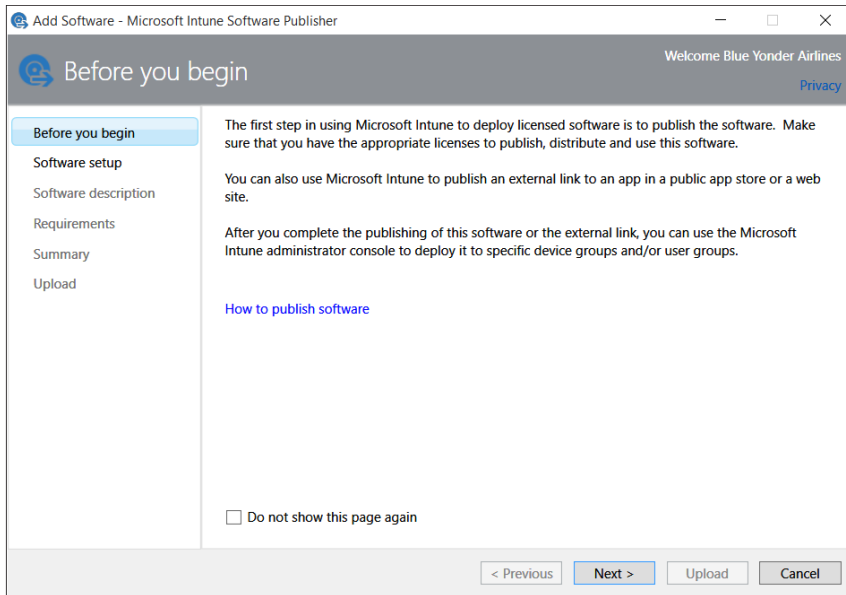 Add Software - Microsoft Intune Software Publisher
Before you begin
Welcome Blue Yonder Airlines
Privacy
Before you begin
Software setup
Software description
Requirements
Summary
Upload
The first step in using Microsoft Intune to deploy licensed software is to publish the software.  Make
sure that you have the appropriate licenses to publish, distribute and use this software.
You can also use Microsoft Intune to publish an external link to an app in a public app store or a web
site.
After you complete the publishing of this software or the external link, you can use the Microsoft
Intune administrator console to deploy it to specific device groups and/or user groups.
How to publish software
Do not show this page again
< Previous
Next >
Upload
Cancel